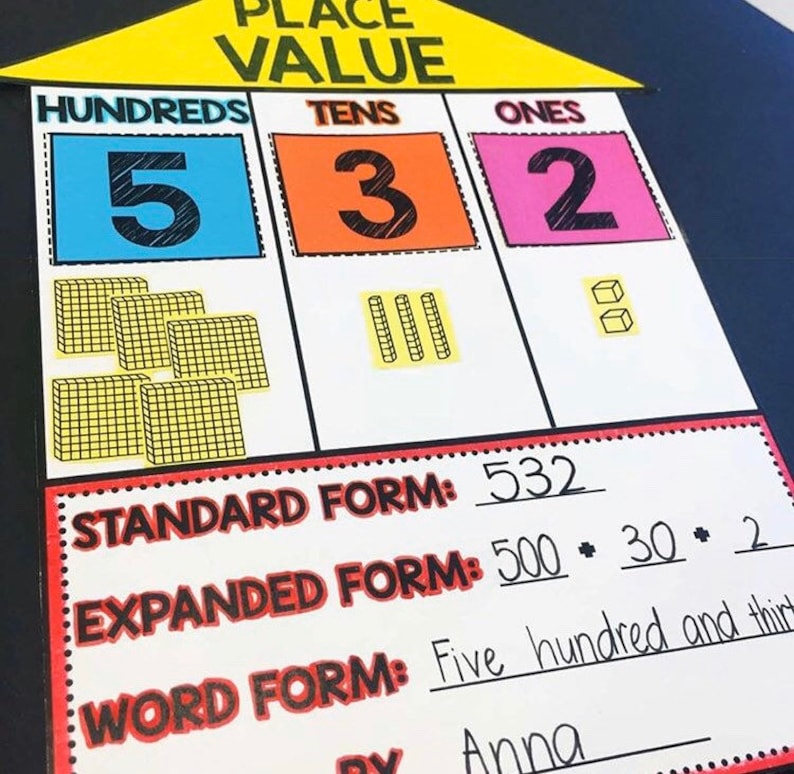 PLACE
VALUE
HUNDREDS TENS ONES
5 3 2
STANDARD FORM: 532
EXPANDED FORM: 500 + 30 + 2
WORD FORM: Five hundred and thirt
BY Anna